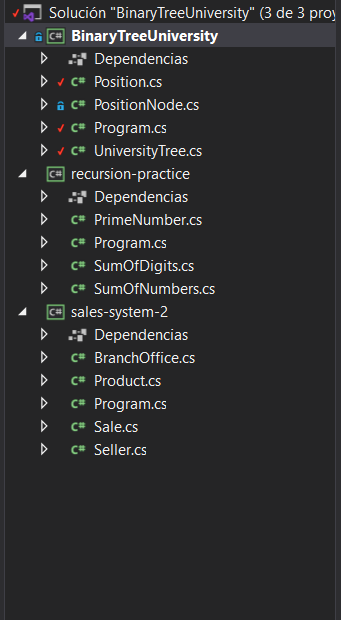 Solución "BinaryTreeUniversity" (3 de 3 proy
C# BinaryTreeUniversity
Dependencias
C# Position.cs
C# PositionNode.cs
C# Program.cs
C# UniversityTree.cs
C# recursion-practice
Dependencias
C# PrimeNumber.cs
C# Program.cs
C# SumOfDigits.cs
C# SumOfNumbers.cs
C# sales-system-2
Dependencias
C# BranchOffice.cs
C# Product.cs
C# Program.cs
C# Sale.cs
C# Seller.cs